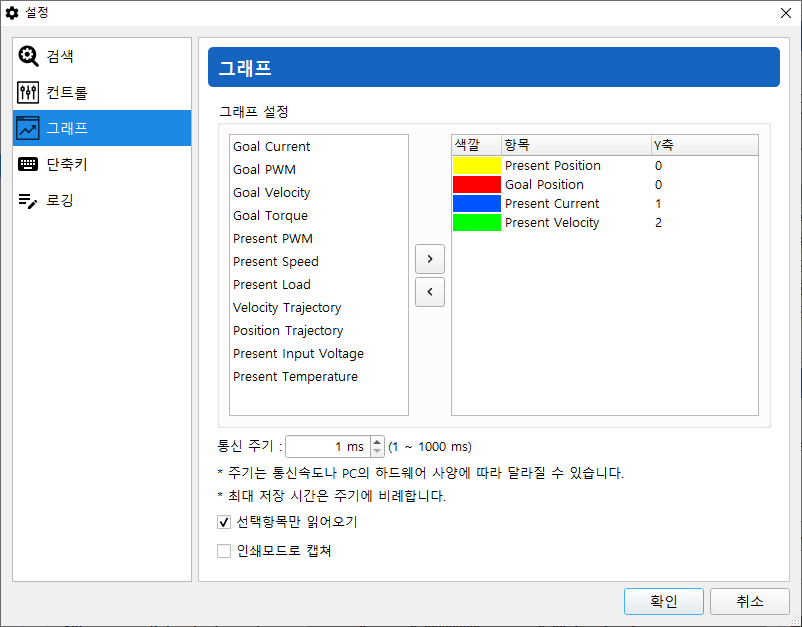 설정
검색
컨트롤
그래프
단축키
로깅
그래프
그래프 설정
Goal Current
Goal PWM
Goal Velocity
Goal Torque
Present PWM
Present Speed
Present Load
Velocity Trajectory
Position Trajectory
Present Input Voltage
Present Temperature
>
<
색깔 항목 Y축
Present Position 0
Goal Position 0
Present Current 1
Present Velocity 2
통신 주기 : 1 ms (1 ~ 1000 ms)
* 주기는 통신속도나 PC의 하드웨어 사양에 따라 달라질 수 있습니다.
* 최대 저장 시간은 주기에 비례합니다.
선택항목만 읽어오기
인쇄모드로 캡쳐
확인 취소